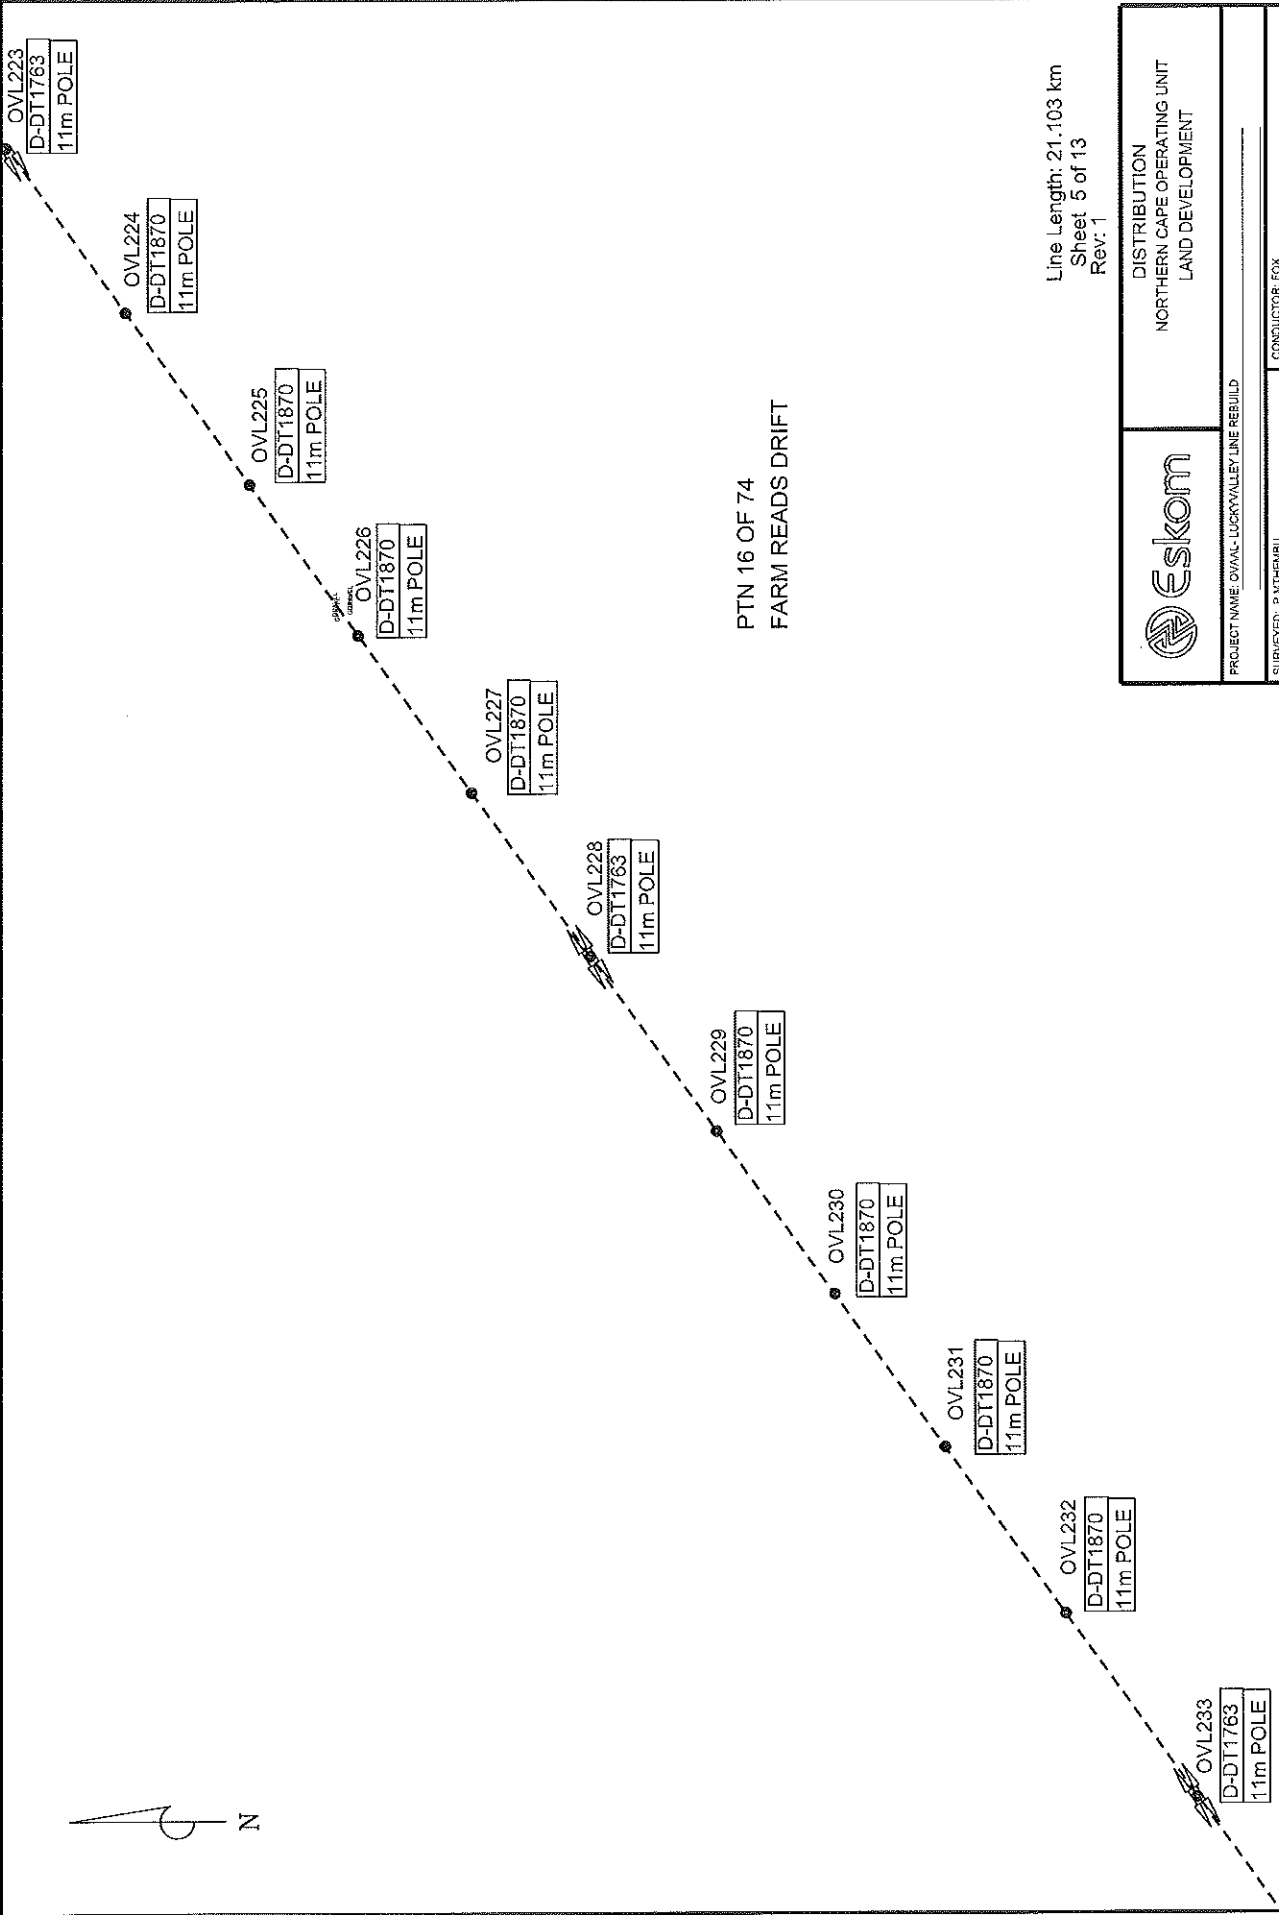 OVL223
D-DT1763
11m POLE
OVL224
D-DT1870
11m POLE
OVL225
D-DT1870
11m POLE
OVL226
D-DT1870
11m POLE
OVL227
D-DT1870
11m POLE
OVL228
D-DT1763
11m POLE
OVL229
D-DT1870
11m POLE
OVL230
D-DT1870
11m POLE
OVL231
D-DT1870
11m POLE
OVL232
D-DT1870
11m POLE
OVL233
D-DT1763
11m POLE
N
PTN 16 OF 74
FARM READS DRIFT
Line Length: 21.103 km
Sheet 5 of 13
Rev: 1
Eskom
DISTRIBUTION
NORTHERN CAPE OPERATING UNIT
LAND DEVELOPMENT
PROJECT NAME: OVAAL- LUCKYVALLEY LINE REBUILD
SURVEYED: P MTHEMBU
CONDUCTOR: FOX